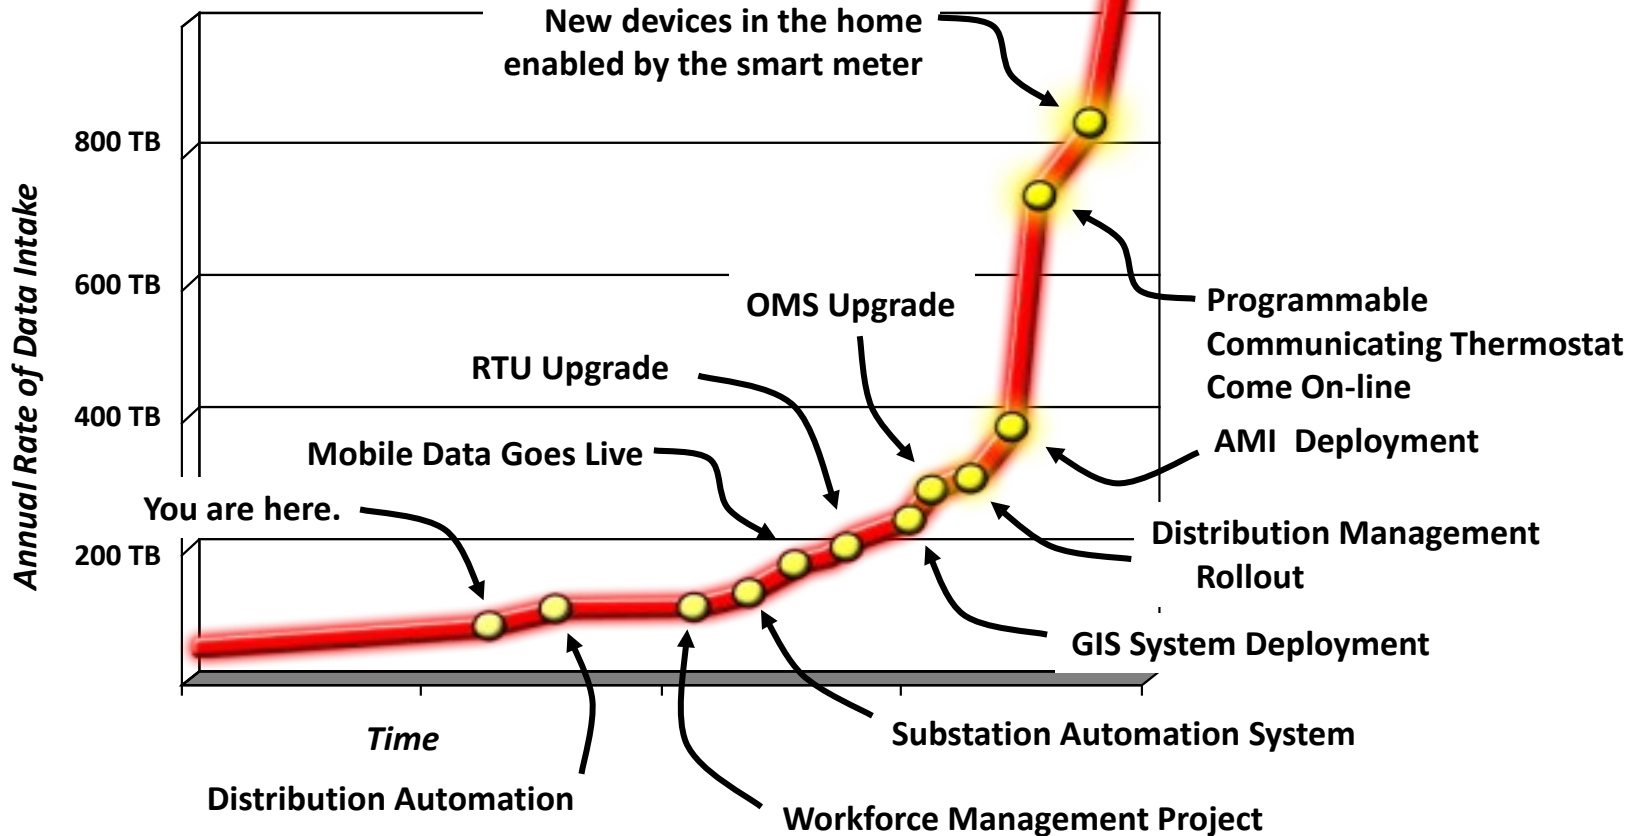 New devices in the home
enabled by the smart meter
800 TB
Annual Rate of Data Intake
600 TB
OMS Upgrade
Programmable
Communicating Thermostat
Come On-line
RTU Upgrade
400 TB
AMI  Deployment
Mobile Data Goes Live
You are here.
Distribution Management
Rollout
200 TB
GIS System Deployment
Time
Substation Automation System
Distribution Automation
Workforce Management Project